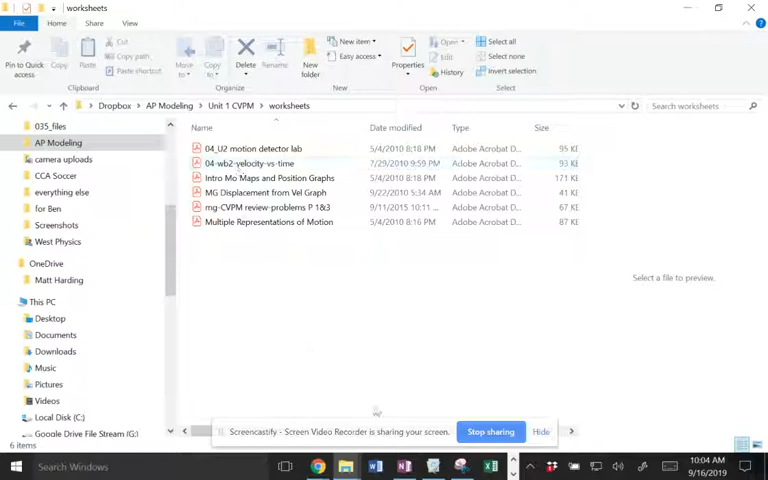 worksheets
File Home Share View
Pin to Quick access
Copy
Paste
Cut
Copy path
Paste shortcut
Clipboard
Move to
Copy to
Delete
Rename
Organize
New folder
New item
Easy access
New
Properties
Open
Edit
History
Open
Select all
Select none
Invert selection
Select
Dropbox > AP Modeling > Unit 1 CVPM > worksheets
Search worksheets
Name Date modified Type Size
035_files
AP Modeling
camera uploads
CCA Soccer
everything else
for Ben
Screenshots
West Physics
OneDrive
Matt Harding
This PC
Desktop
Documents
Downloads
Music
Pictures
Videos
Local Disk (C:)
Google Drive File Stream (G:)
04_U2 motion detector lab 5/4/2010 8:18 PM Adobe Acrobat D... 95 KE
04-wb2-velocity-vs-time 7/29/2010 9:59 PM Adobe Acrobat D... 93 KE
Intro Mo Maps and Position Graphs 5/4/2010 8:18 PM Adobe Acrobat D... 171 KE
MG Displacement from Vel Graph 9/22/2010 5:34 AM Adobe Acrobat D... 41 KE
mg-CVPM review-problems P 1&3 9/11/2015 10:11 ... Adobe Acrobat D... 67 KE
Multiple Representations of Motion 5/4/2010 8:16 PM Adobe Acrobat D... 87 KE
Select a file to preview.
Screencastify - Screen Video Recorder is sharing your screen. Stop sharing Hide
6 items
Search Windows
10:04 AM
9/16/2019